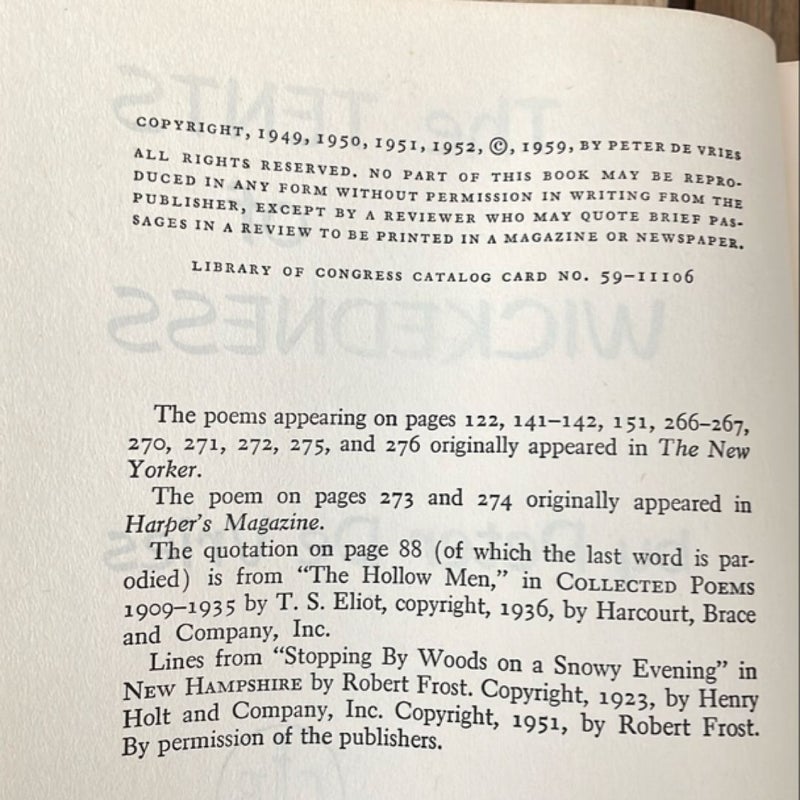 COPYRIGHT, 1949, 1950, 1951, 1952, ©, 1959, BY PETER DE VRIES
ALL RIGHTS RESERVED. NO PART OF THIS BOOK MAY BE REPRO-
DUCED IN ANY FORM WITHOUT PERMISSION IN WRITING FROM THE
PUBLISHER, EXCEPT BY A REVIEWER WHO MAY QUOTE BRIEF PAS-
SAGES IN A REVIEW TO BE PRINTED IN A MAGAZINE OR NEWSPAPER.
LIBRARY OF CONGRESS CATALOG CARD NO. 59-11106
The poems appearing on pages 122, 141–142, 151, 266–267,
270, 271, 272, 275, and 276 originally appeared in The New
Yorker.
The poem on pages 273 and 274 originally appeared in
Harper's Magazine.
The quotation on page 88 (of which the last word is par-
odied) is from “The Hollow Men,” in COLLECTED POEMS
1909–1935 by T. S. Eliot, copyright, 1936, by Harcourt, Brace
and Company, Inc.
Lines from “Stopping By Woods on a Snowy Evening” in
NEW HAMPSHIRE by Robert Frost. Copyright, 1923, by Henry
Holt and Company, Inc. Copyright, 1951, by Robert Frost.
By permission of the publishers.
The TENTS
of
WICKEDNESS
by Peter De Vries